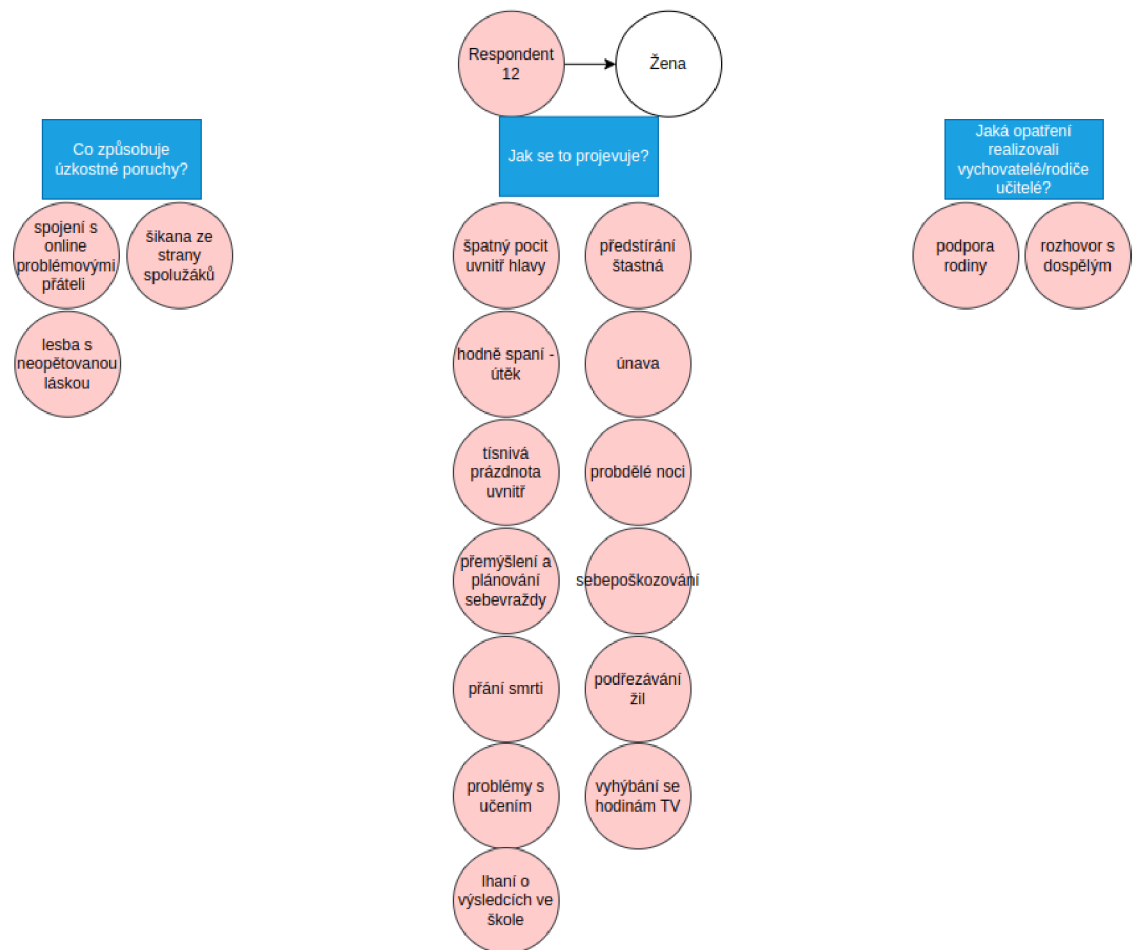 Respondent
12
Žena
Co způsobuje
úzkostné poruchy?
spojení s
online
problémovými
přáteli
šikana ze
strany
spolužáků
lesba s
neopětovanou
láskou
Jak se to projevuje?
špatný pocit
uvnitř hlavy
předstírání
štastná
hodně spaní -
útěk
únava
tísnivá
prázdnota
uvnitř
probdělé noci
přemýšlení a
plánování
sebevraždy
sebepoškozování
přání smrti
podřezávání
žil
problémy s
učením
vyhýbání se
hodinám TV
lhaní o
výsledcích ve
škole
Jaká opatření
realizovali
vychovatelé/rodiče
učitelé?
podpora
rodiny
rozhovor s
dospělým